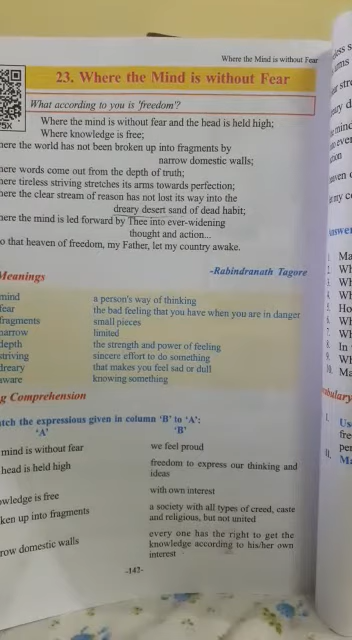 Where the Mind is without Fear
23. Where the Mind is without Fear
What according to you is 'freedom'?
Where the mind is without fear and the head is held high;
Where knowledge is free;
here the world has not been broken up into fragments by
narrow domestic walls;
here words come out from the depth of truth;
here tireless striving stretches its arms towards perfection;
here the clear stream of reason has not lost its way into the
dreary desert sand of dead habit;
here the mind is led forward by Thee into ever-widening
thought and action...
o that heaven of freedom, my Father, let my country awake.
-Rabindranath Tagore
Meanings
mind a person's way of thinking
fear the bad feeling that you have when you are in danger
fragments small pieces
narrow limited
depth the strength and power of feeling
striving sincere effort to do something
dreary that makes you feel sad or dull
aware knowing something
g Comprehension
tch the expressions given in column 'B' to 'A':
'A' 'B'
mind is without fear we feel proud
head is held high freedom to express our thinking and
ideas
owledge is free with own interest
ken up into fragments a society with all types of creed, caste
and religious, but not united
row domestic walls every one has the right to get the
knowledge according to his/her own
interest
-142-